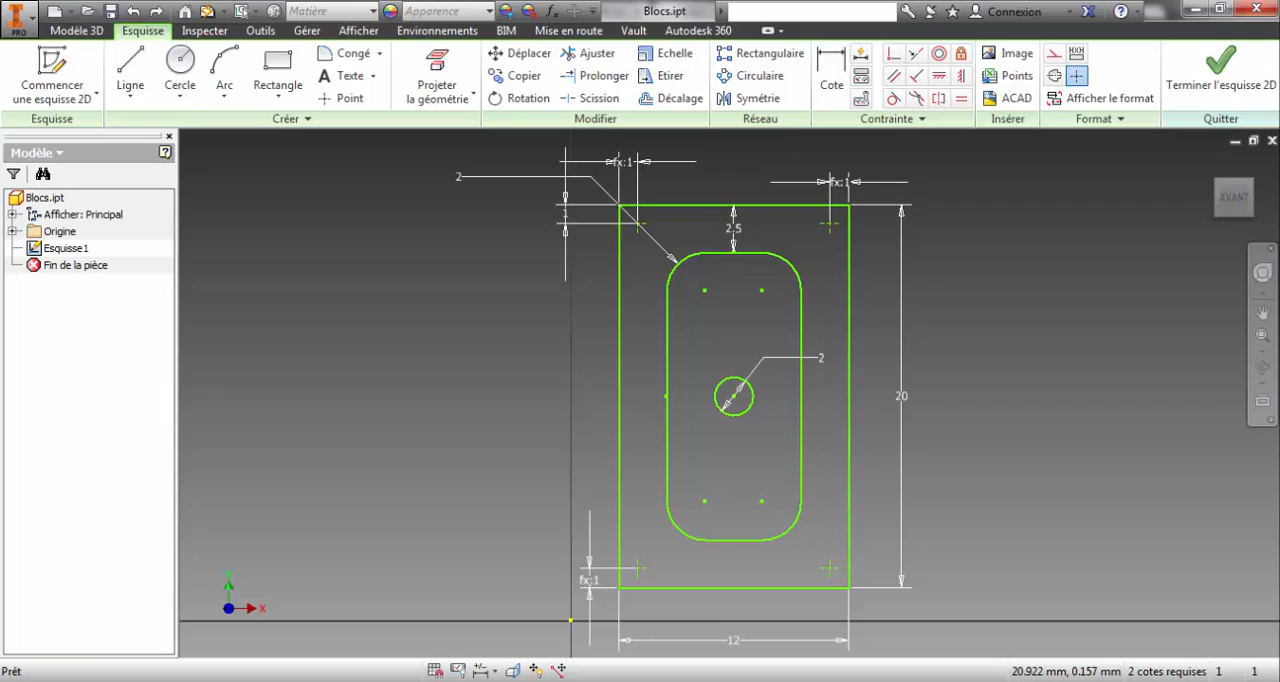 Matière
Apparence
Blocs.ipt
Connexion
PRO
Modèle 3D
Esquisse
Inspecter
Outils
Gérer
Afficher
Environnements
BIM
Mise en route
Vault
Autodesk 360
Commencer
une esquisse 2D
Ligne
Cercle
Arc
Rectangle
Congé
Texte
Point
Projeter
la géométrie
Déplacer
Copier
Rotation
Ajuster
Prolonger
Scission
Echelle
Etirer
Décalage
Rectangulaire
Circulaire
Symétrie
Cote
Image
Points
ACAD
Afficher le format
Terminer l'esquisse 2D
Esquisse
Créer
Modifier
Réseau
Contrainte
Insérer
Format
Quitter
Modèle
Blocs.ipt
Afficher: Principal
Origine
Esquisse1
Fin de la pièce
fx:1
2
fx:1
1
2.5
2
20
fx:1
12
AVANT
Y
X
Prêt
20.922 mm, 0.157 mm
2 cotes requises
1
1